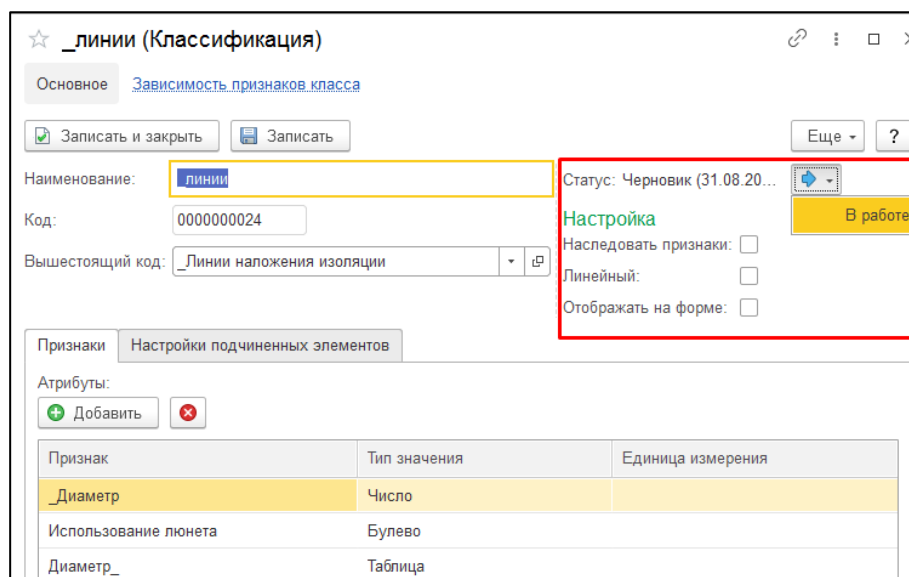 _линии (Классификация)
Основное Зависимость признаков класса
Записать и закрыть Записать Еще ?
Наименование: _линии Статус: Черновик (31.08.20...
В работе
Код: 0000000024 Настройка
Наследовать признаки:
Вышестоящий код: _Линии наложения изоляции
Линейный:
Отображать на форме:
Признаки Настройки подчиненных элементов
Атрибуты:
Добавить
Признак Тип значения Единица измерения
_Диаметр Число
Использование люнета Булево
Диаметр_ Таблица